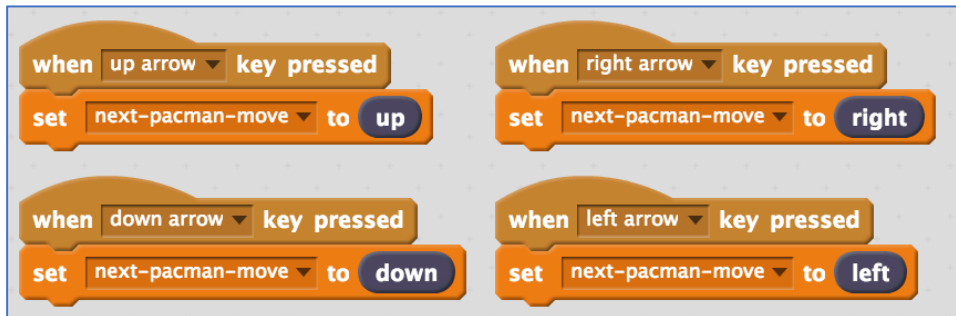 when up arrow key pressed
set next-pacman-move to up
when right arrow key pressed
set next-pacman-move to right
when down arrow key pressed
set next-pacman-move to down
when left arrow key pressed
set next-pacman-move to left